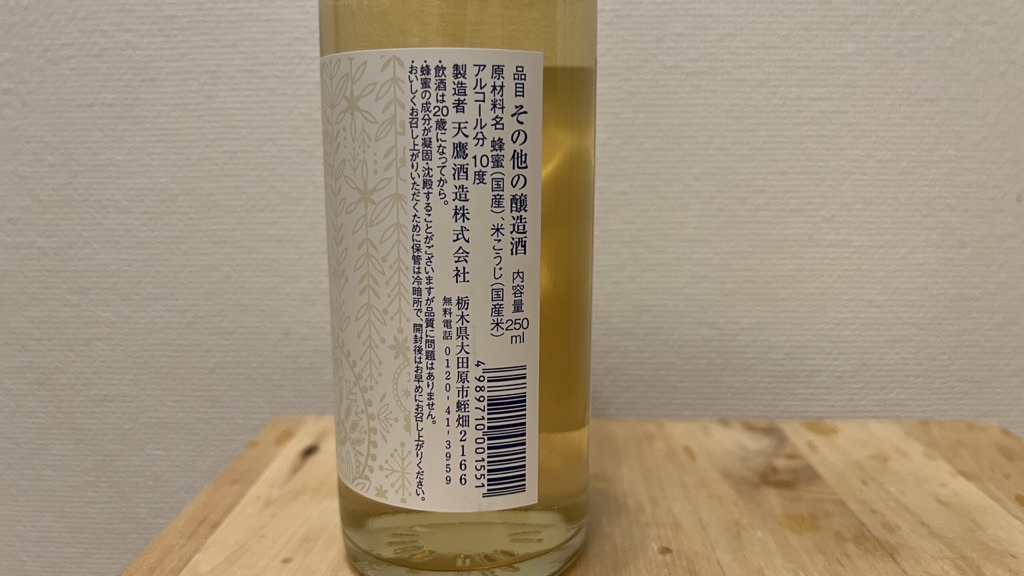 品目 その他の醸造酒 内容量250ml
原材料名 蜂蜜(国産)、米こうじ(国産米)
アルコール分 10度
製造者 天鷹酒造株式会社 栃木県大田原市蛭畑2166
無料電話 0120-41-3959
・飲酒は20歳になってから。
・蜂蜜の成分が凝固・沈殿することがございますが品質に問題はありません。
・おいしくお召し上がりいただくために保管は冷暗所で、開封後はお早めにお召し上がりください。
4989710001551